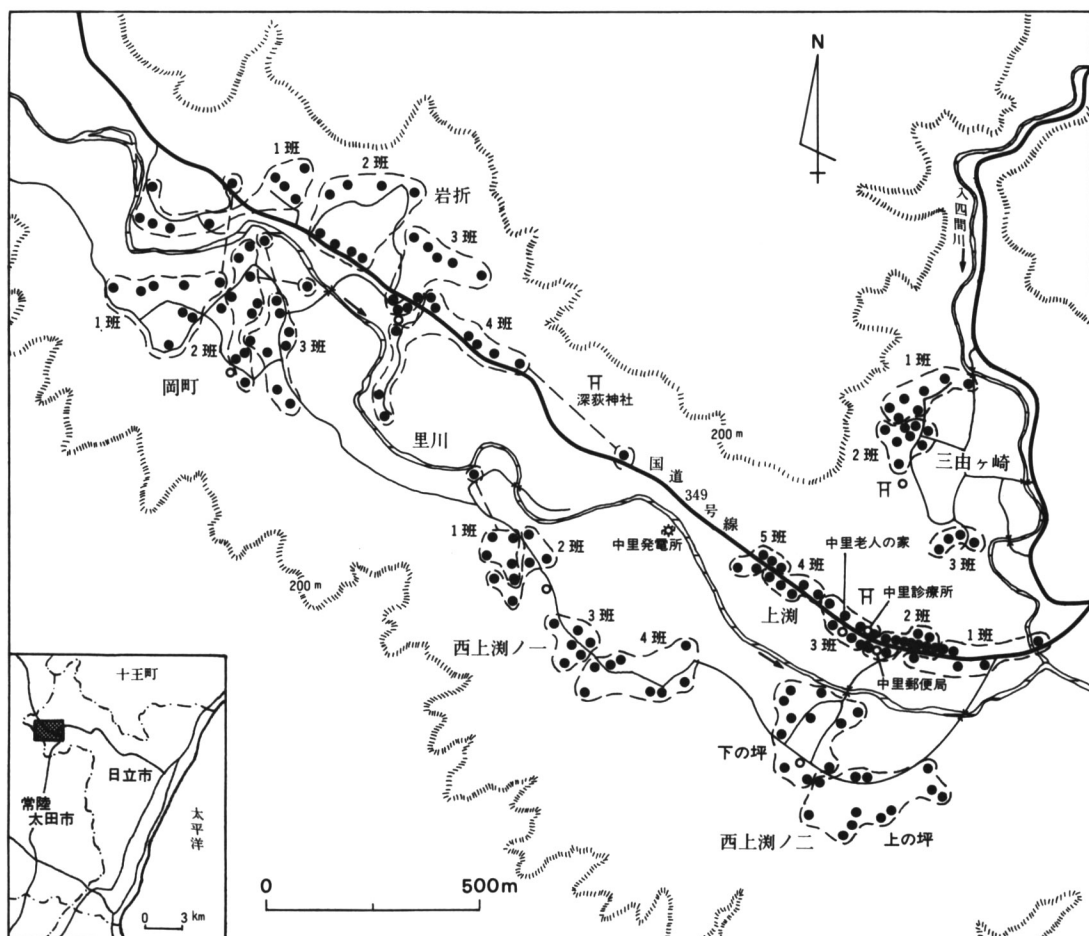 N
1班
2班
岩折
3班
4班
1班
2班
3班
岡町
里川
深荻神社
200m
国道
349
号線
入四間川
1班
2班
三由ヶ崎
3班
中里発電所
5班
4班
中里老人の家
中里診療所
上渕
3班
2班
1班
中里郵便局
1班
2班
200m
西上渕ノ一
3班
4班
下の坪
西上渕ノ二
上の坪
0 500m
十王町
日立市
常陸
太田市
太平洋
0 3km